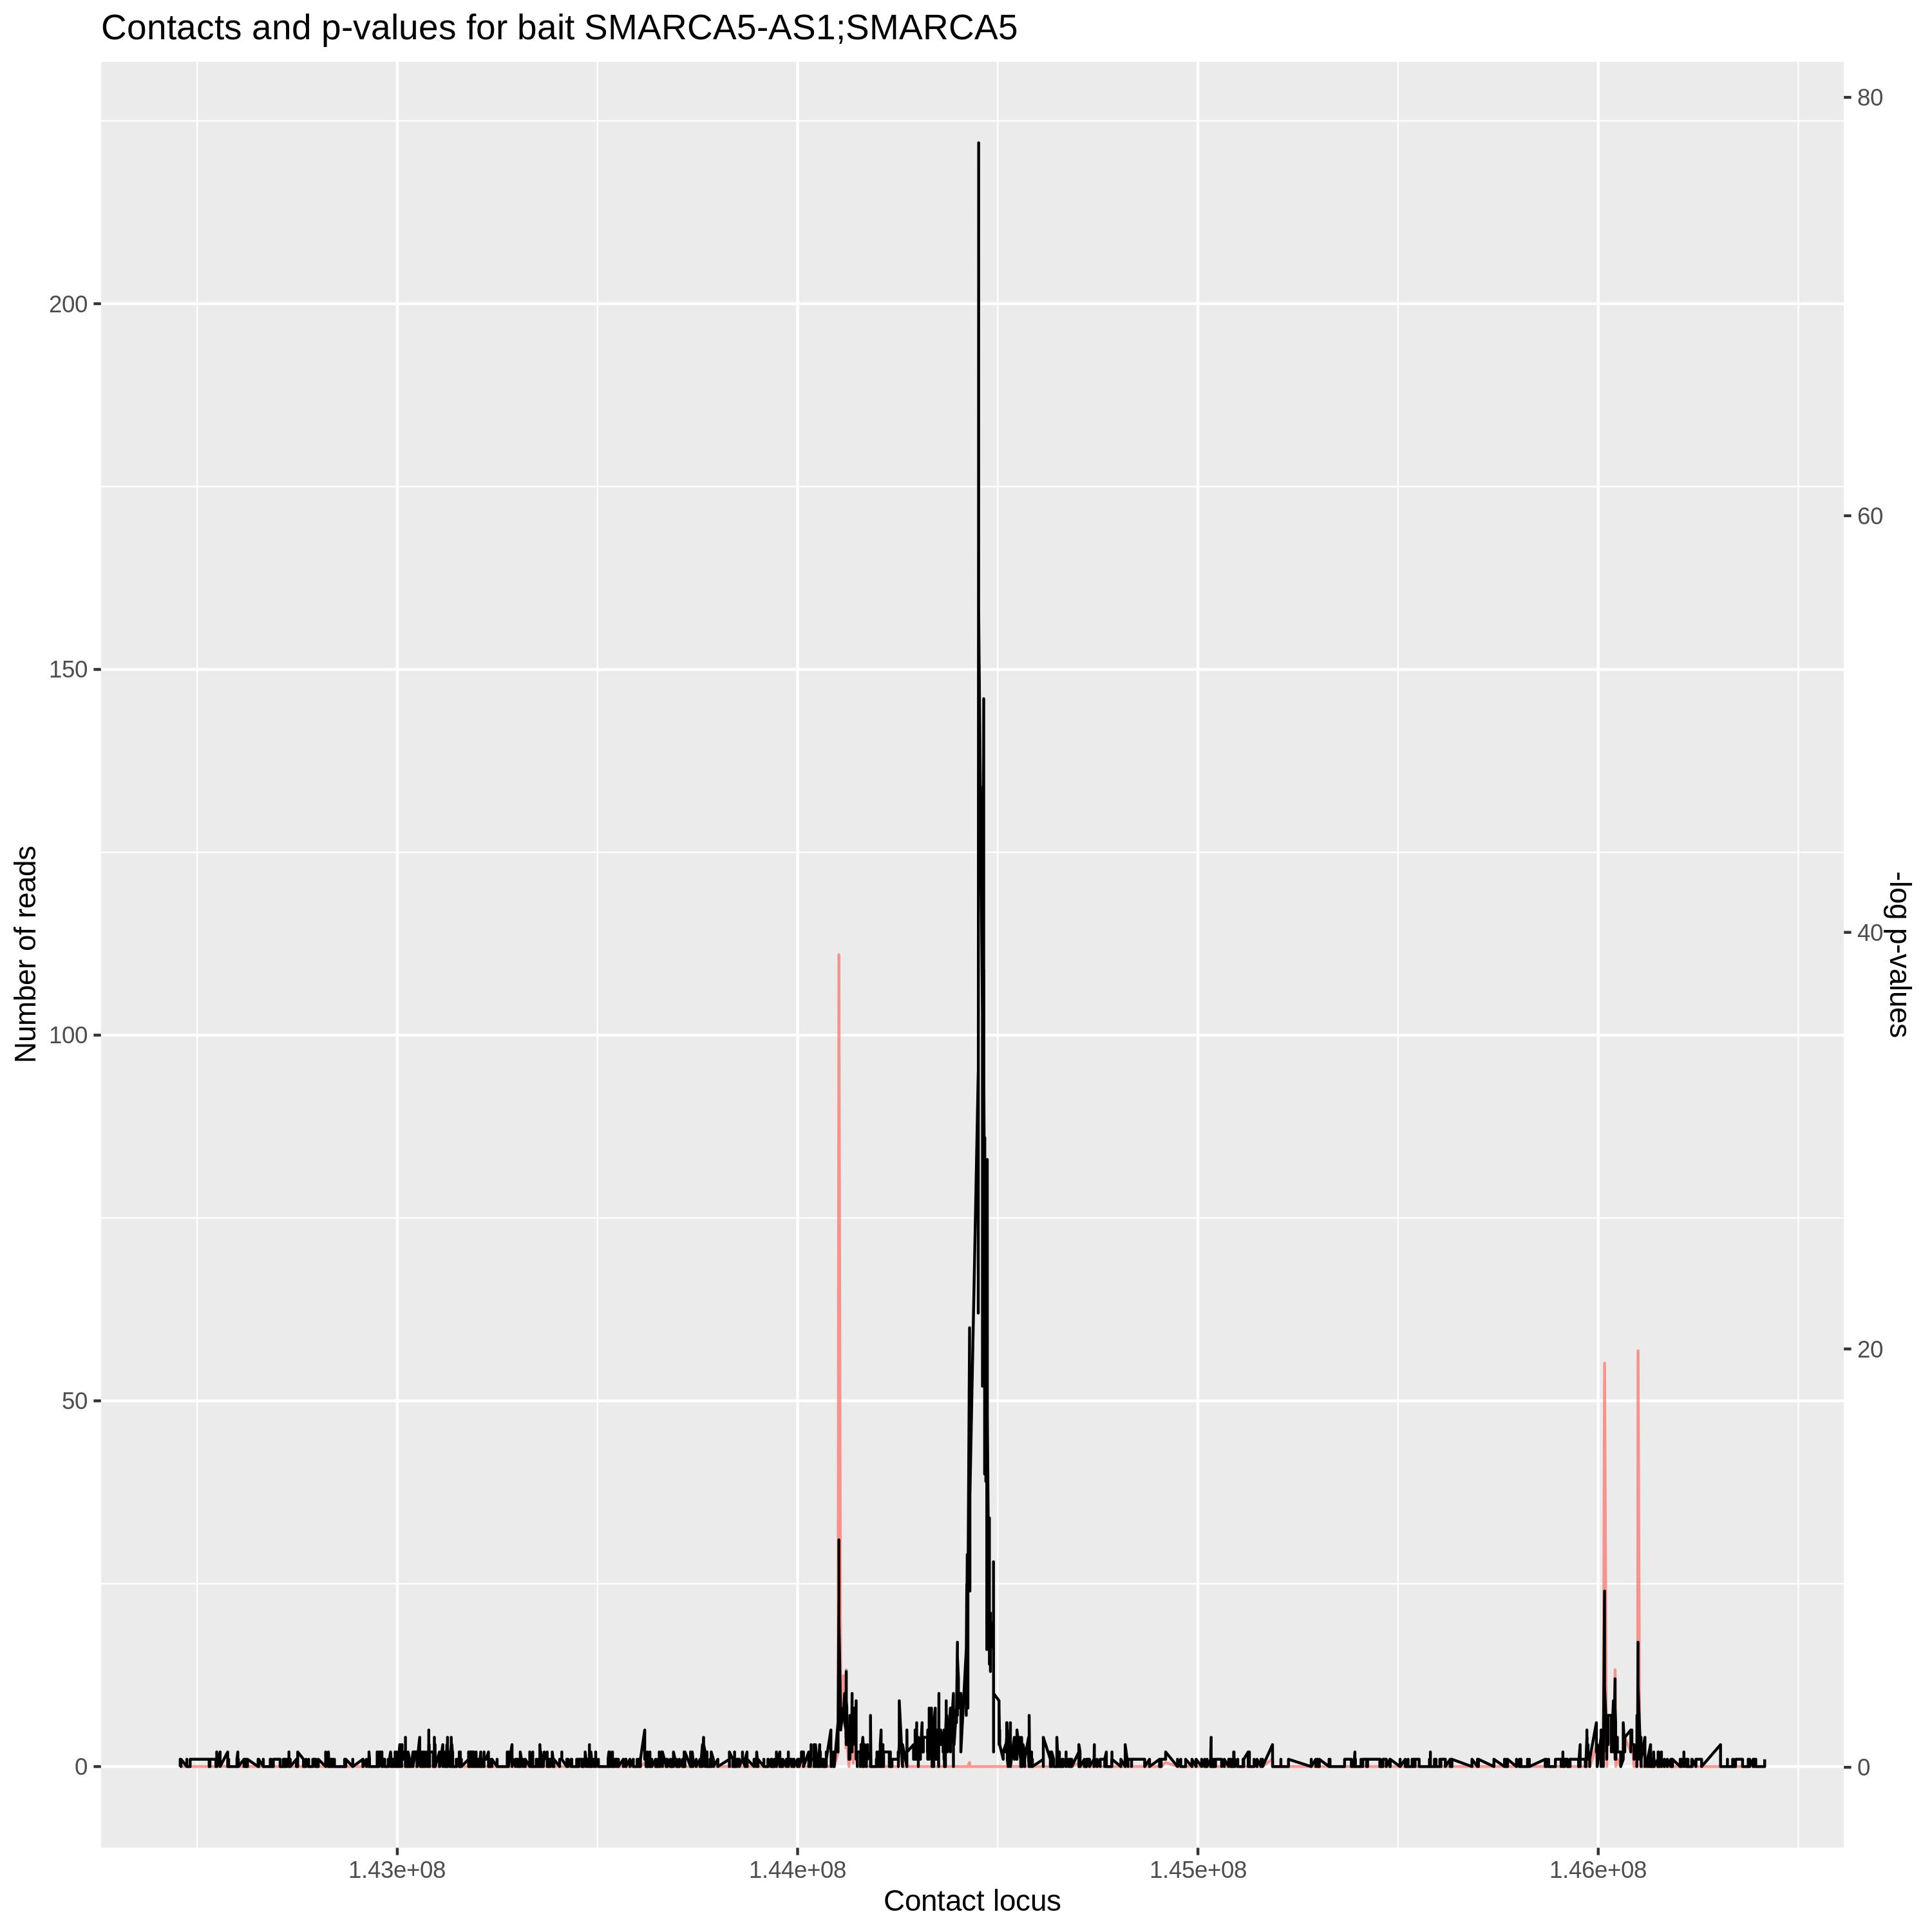 Contacts and p-values for bait SMARCA5-AS1;SMARCA5
Number of reads
200
150
100
50
0
80
60
40
20
0
-log p-values
1.43e+08 1.44e+08 1.45e+08 1.46e+08
Contact locus